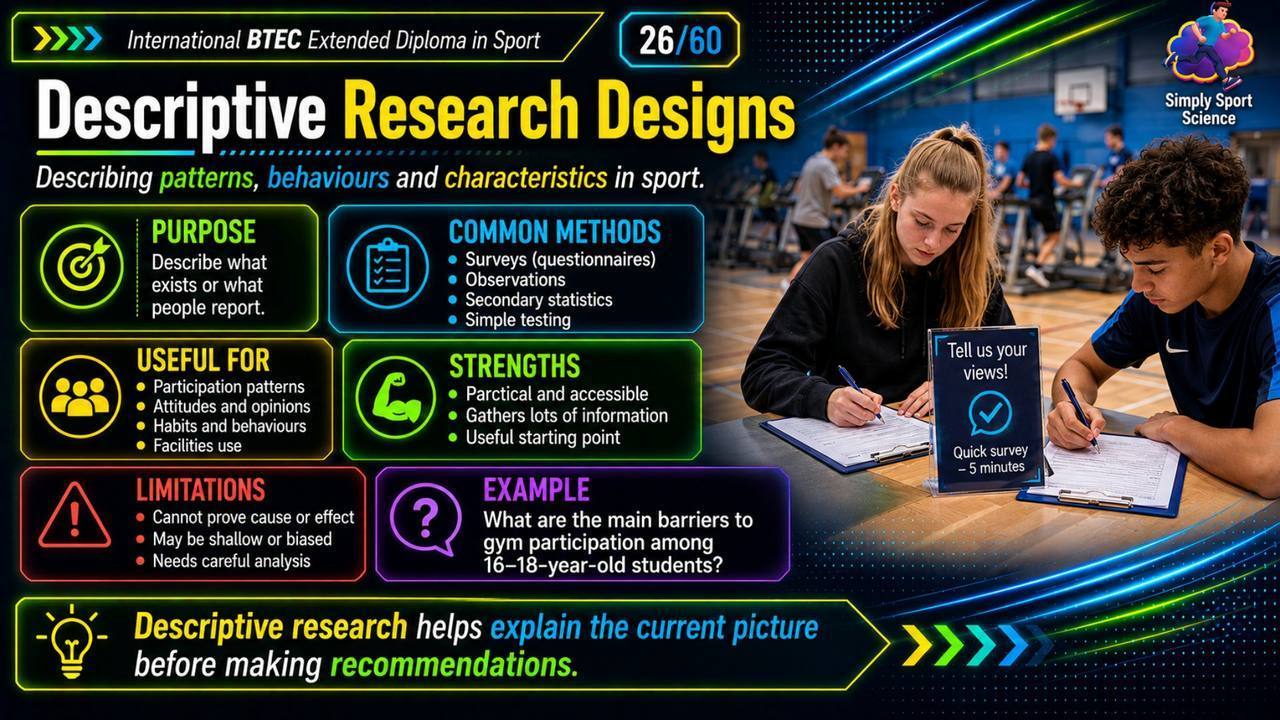 International BTEC Extended Diploma in Sport
26/60
Simply Sport
Science
Descriptive Research Designs
Describing patterns, behaviours and characteristics in sport.
PURPOSE
Describe what
exists or what
people report.
COMMON METHODS
Surveys (questionnaires)
Observations
Secondary statistics
Simple testing
USEFUL FOR
Participation patterns
Attitudes and opinions
Habits and behaviours
Facilities use
STRENGTHS
Parctical and accessible
Gathers lots of information
Useful starting point
LIMITATIONS
Cannot prove cause or effect
May be shallow or biased
Needs careful analysis
EXAMPLE
What are the main barriers to
gym participation among
16–18-year-old students?
Tell us your
views!
Quick survey
– 5 minutes
Descriptive research helps explain the current picture
before making recommendations.